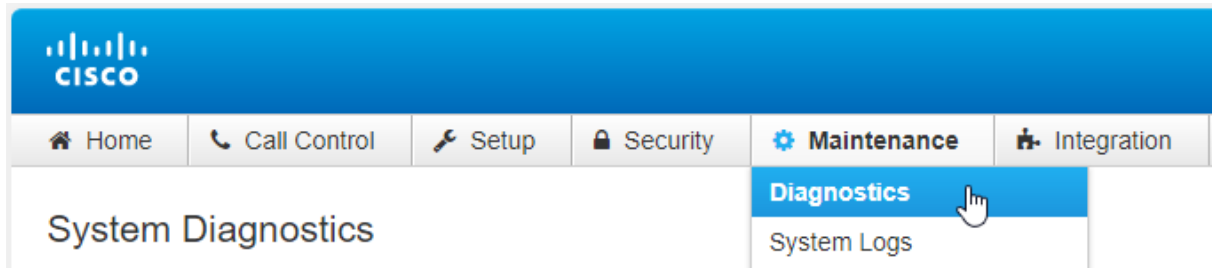 CISCO
Home Call Control Setup Security Maintenance Integration
Diagnostics
System Diagnostics
System Logs